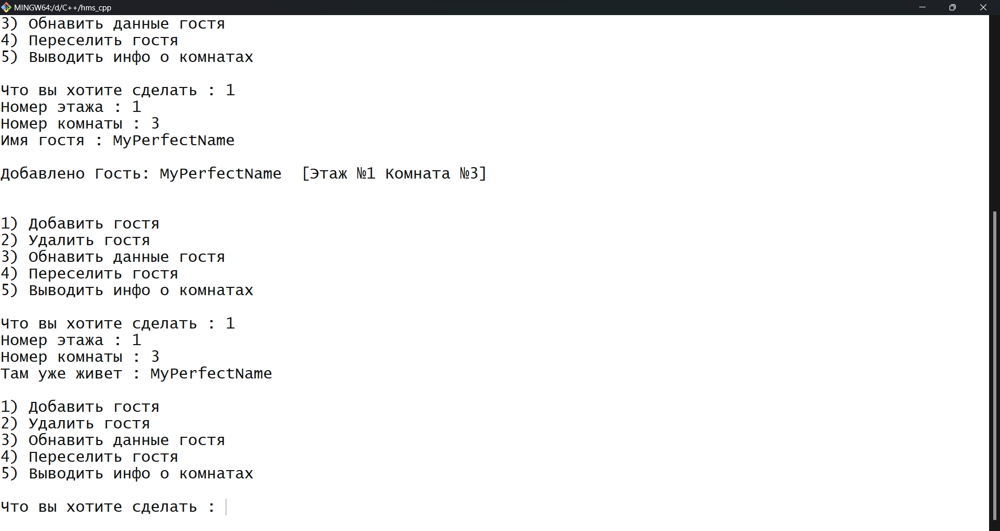 MINGW64:/d/C++/hms_cpp
3) Обнавить данные гостя
4) Переселить гостя
5) Выводить инфо о комнатах
Что вы хотите сделать : 1
Номер этажа : 1
Номер комнаты : 3
Имя гостя : MyPerfectName
Добавлено Гость: MyPerfectName  [Этаж №1 Комната №3]
1) Добавить гостя
2) Удалить гостя
3) Обнавить данные гостя
4) Переселить гостя
5) Выводить инфо о комнатах
Что вы хотите сделать : 1
Номер этажа : 1
Номер комнаты : 3
Там уже живет : MyPerfectName
1) Добавить гостя
2) Удалить гостя
3) Обнавить данные гостя
4) Переселить гостя
5) Выводить инфо о комнатах
Что вы хотите сделать :